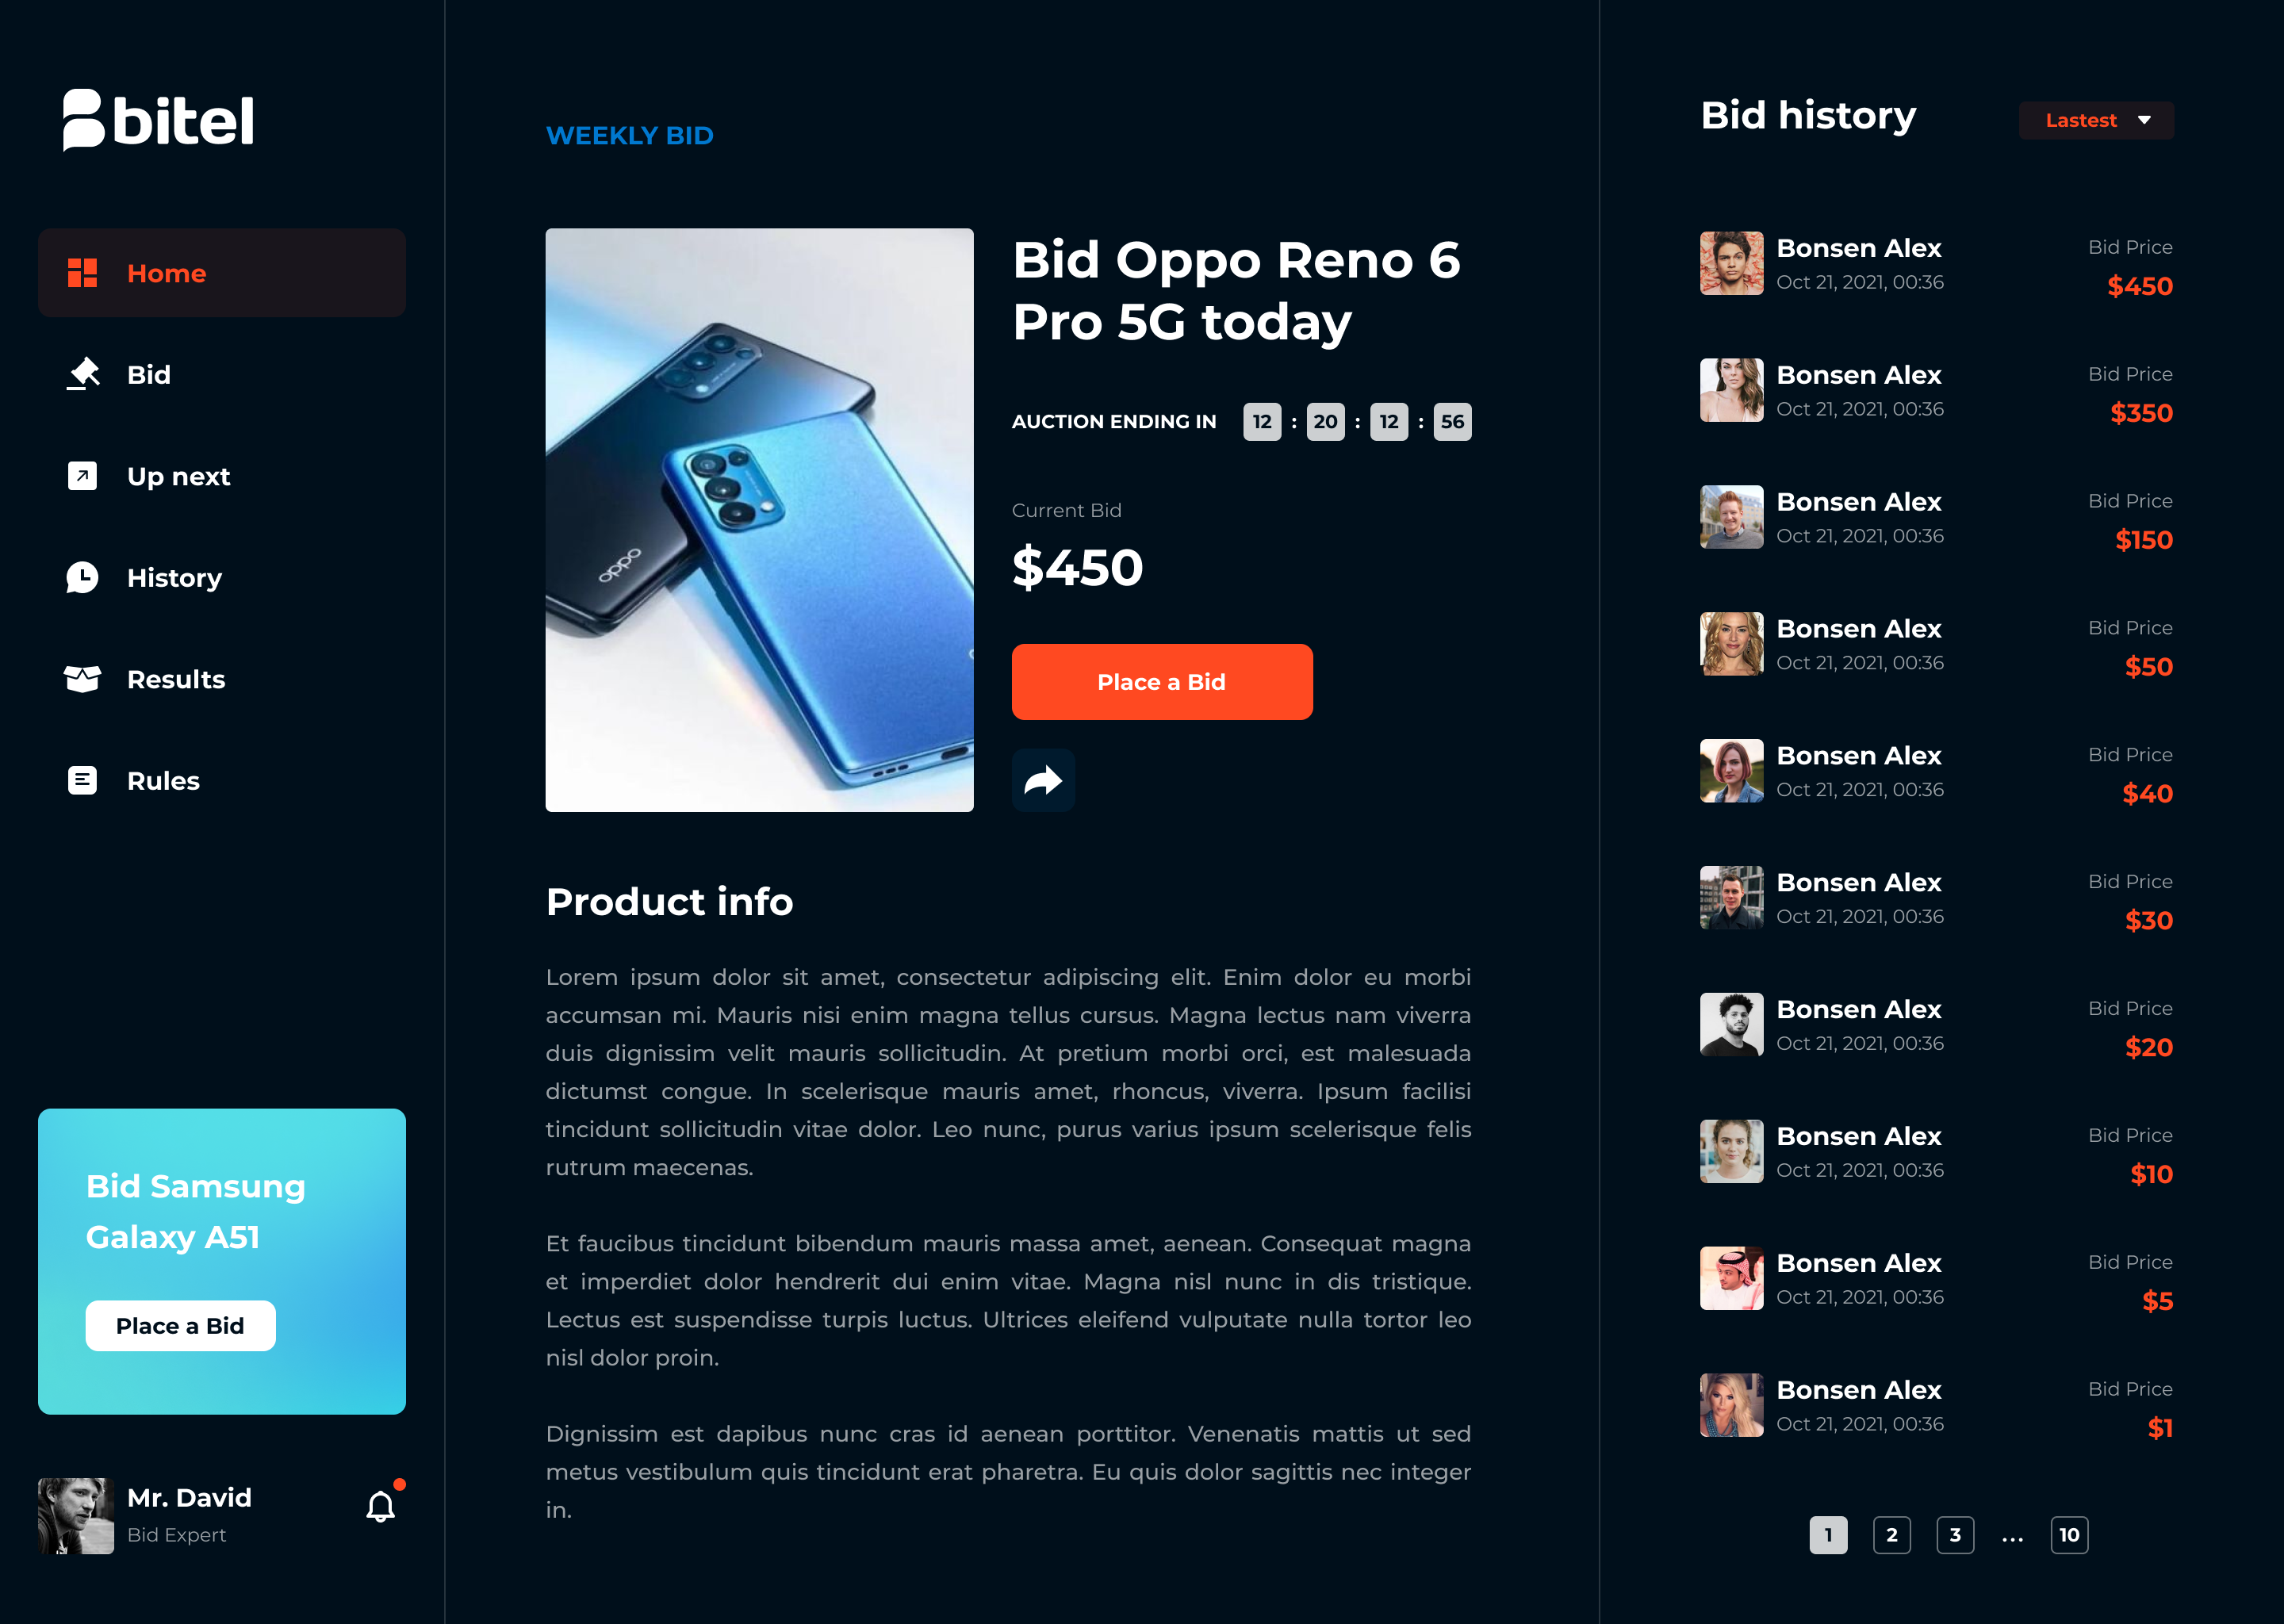 bitel
Home
Bid
Up next
History
Results
Rules
Bid Samsung
Galaxy A51
Place a Bid
Mr. David
Bid Expert
WEEKLY BID
oppo
Bid Oppo Reno 6
Pro 5G today
AUCTION ENDING IN 12 : 20 : 12 : 56
Current Bid
$450
Place a Bid
Product info
Lorem ipsum dolor sit amet, consectetur adipiscing elit. Enim dolor eu morbi
accumsan mi. Mauris nisi enim magna tellus cursus. Magna lectus nam viverra
duis dignissim velit mauris sollicitudin. At pretium morbi orci, est malesuada
dictumst congue. In scelerisque mauris amet, rhoncus, viverra. Ipsum facilisi
tincidunt sollicitudin vitae dolor. Leo nunc, purus varius ipsum scelerisque felis
rutrum maecenas.
Et faucibus tincidunt bibendum mauris massa amet, aenean. Consequat magna
et imperdiet dolor hendrerit dui enim vitae. Magna nisl nunc in dis tristique.
Lectus est suspendisse turpis luctus. Ultrices eleifend vulputate nulla tortor leo
nisl dolor proin.
Dignissim est dapibus nunc cras id aenean porttitor. Venenatis mattis ut sed
metus vestibulum quis tincidunt erat pharetra. Eu quis dolor sagittis nec integer
in.
Bid history
Lastest
Bonsen Alex
Bid Price
Oct 21, 2021, 00:36
$450
Bonsen Alex
Bid Price
Oct 21, 2021, 00:36
$350
Bonsen Alex
Bid Price
Oct 21, 2021, 00:36
$150
Bonsen Alex
Bid Price
Oct 21, 2021, 00:36
$50
Bonsen Alex
Bid Price
Oct 21, 2021, 00:36
$40
Bonsen Alex
Bid Price
Oct 21, 2021, 00:36
$30
Bonsen Alex
Bid Price
Oct 21, 2021, 00:36
$20
Bonsen Alex
Bid Price
Oct 21, 2021, 00:36
$10
Bonsen Alex
Bid Price
Oct 21, 2021, 00:36
$5
Bonsen Alex
Bid Price
Oct 21, 2021, 00:36
$1
1 2 3 ... 10